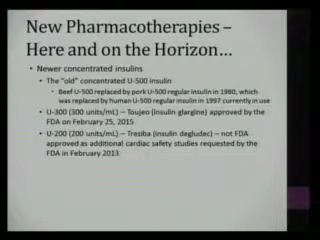 New Pharmacotherapies –
Here and on the Horizon…
• Newer concentrated insulins
• The "old" concentrated U-500 insulin
• Beef U-500 replaced by pork U-500 regular insulin in 1980, which
was replaced by human U-500 regular insulin in 1997 currently in use
• U-300 (300 units/mL) – Toujeo (insulin glargine) approved by the
FDA on February 25, 2015
• U-200 (200 units/mL) – Tresiba (insulin degludec) – not FDA
approved as additional cardiac safety studies requested by the
FDA in February 2013